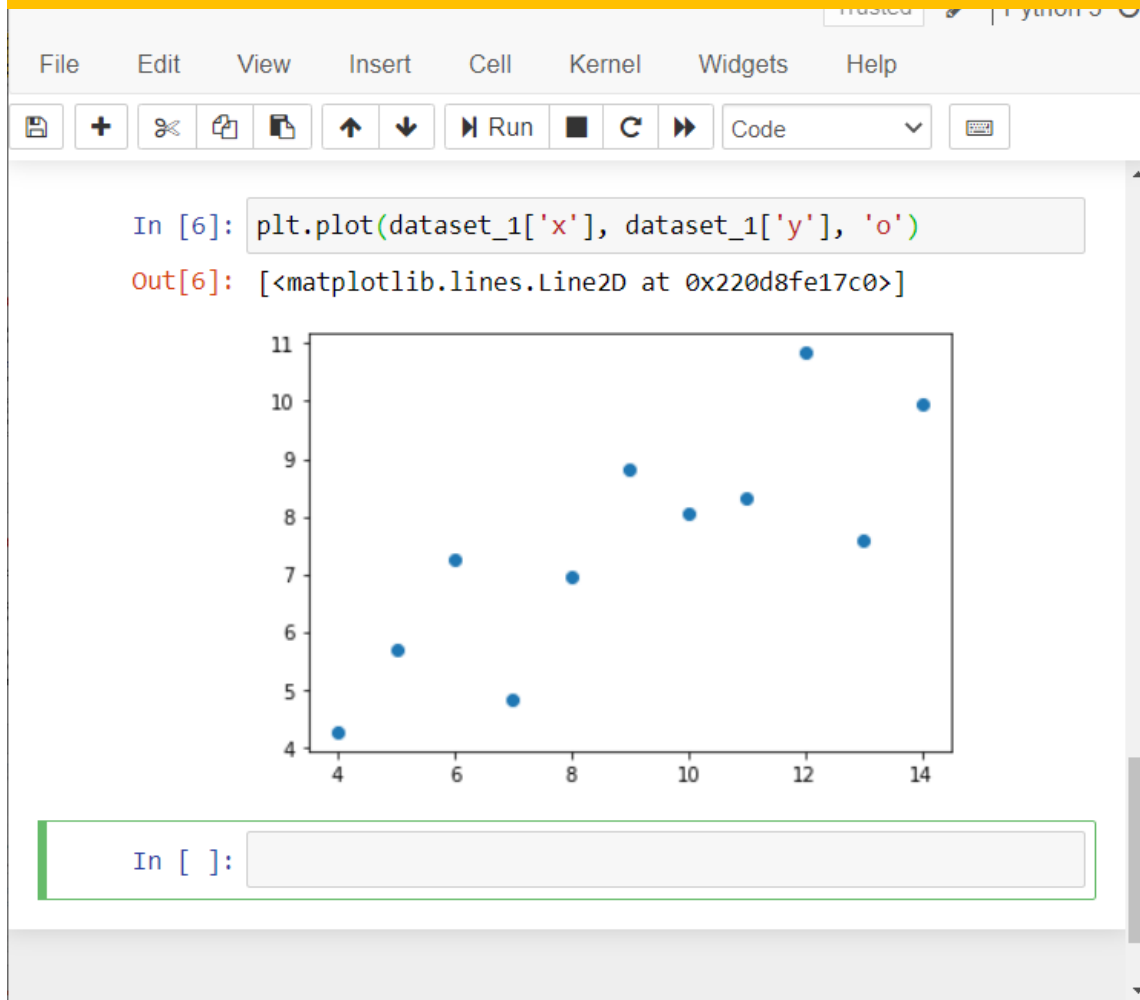 File Edit View Insert Cell Kernel Widgets Help
Run Code
In [6]: plt.plot(dataset_1['x'], dataset_1['y'], 'o')
Out[6]: [<matplotlib.lines.Line2D at 0x220d8fe17c0>]
11
10
9
8
7
6
5
4
4 6 8 10 12 14
In [ ]: